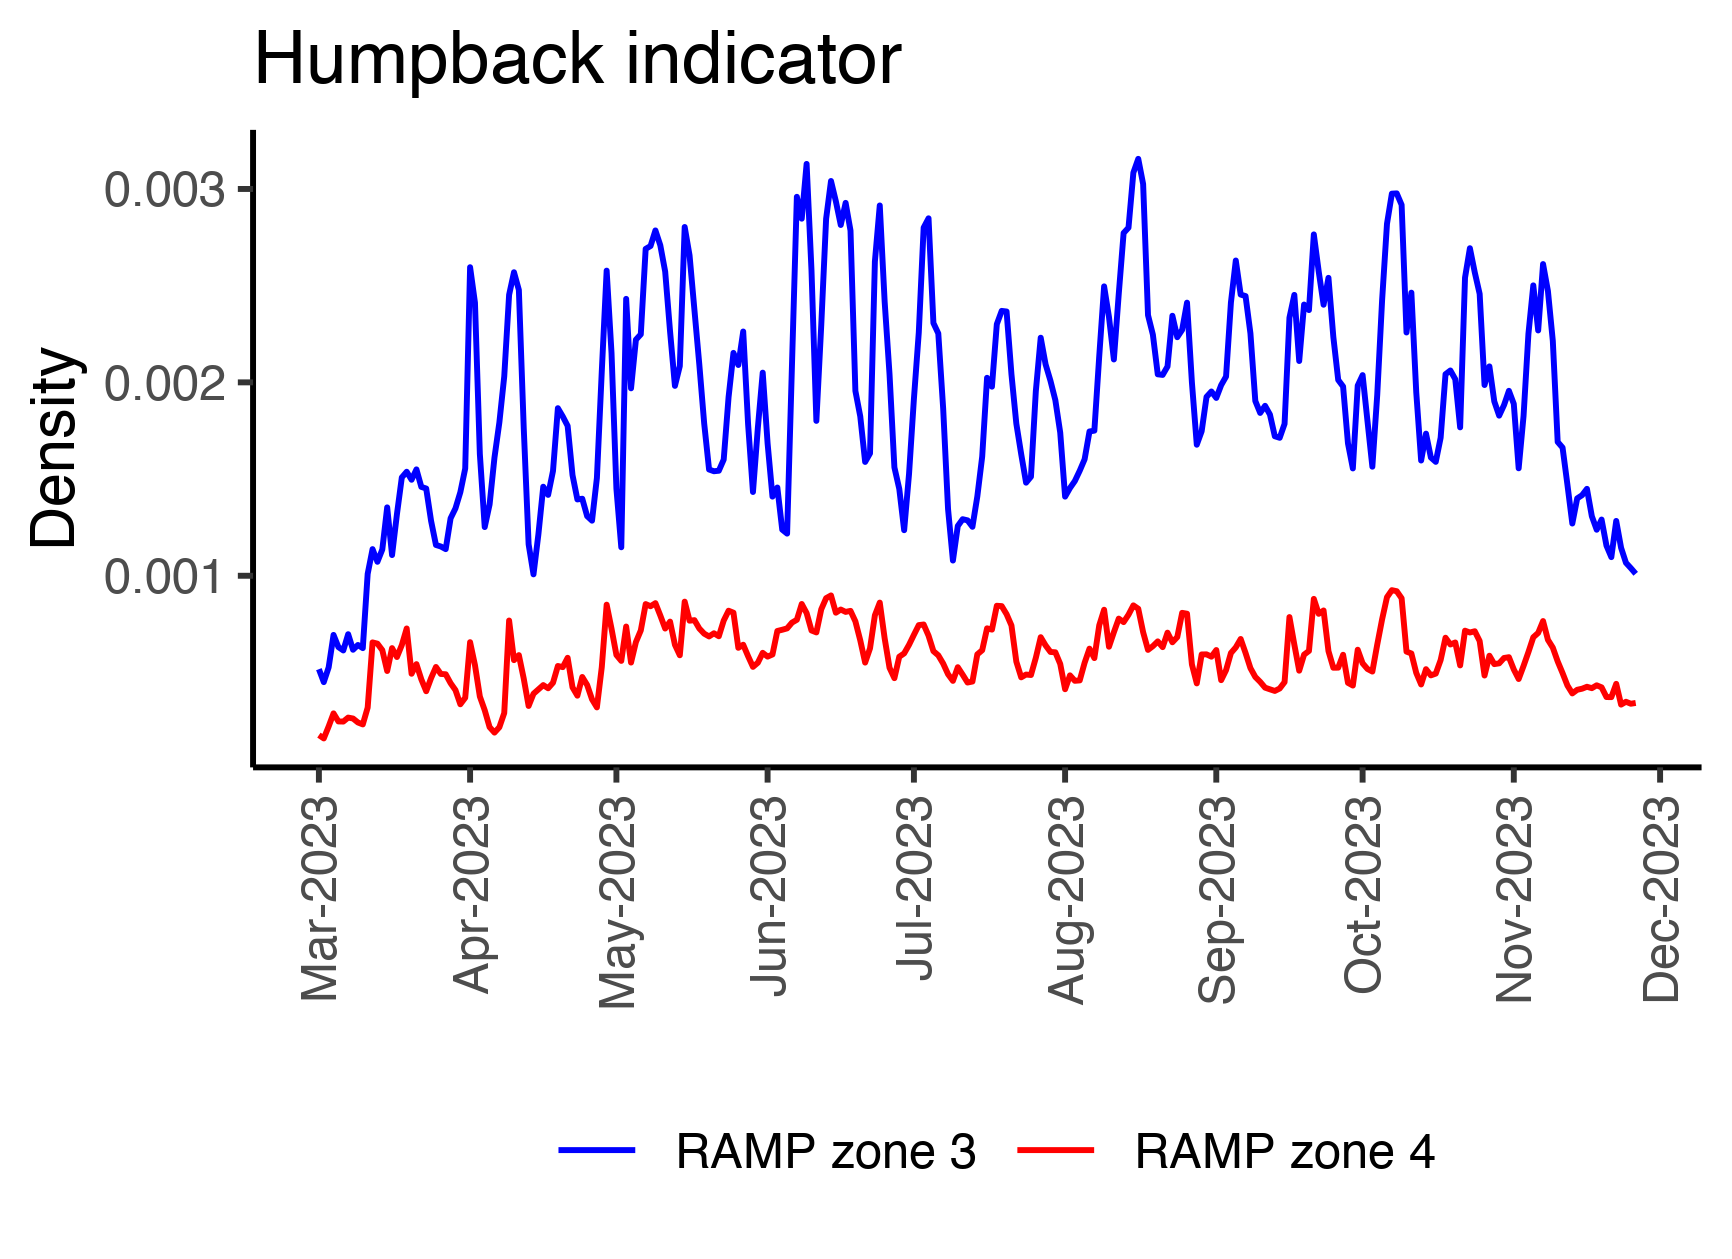 Humpback indicator
Density
0.003
0.002
0.001
Mar-2023
Apr-2023
May-2023
Jun-2023
Jul-2023
Aug-2023
Sep-2023
Oct-2023
Nov-2023
Dec-2023
RAMP zone 3
RAMP zone 4